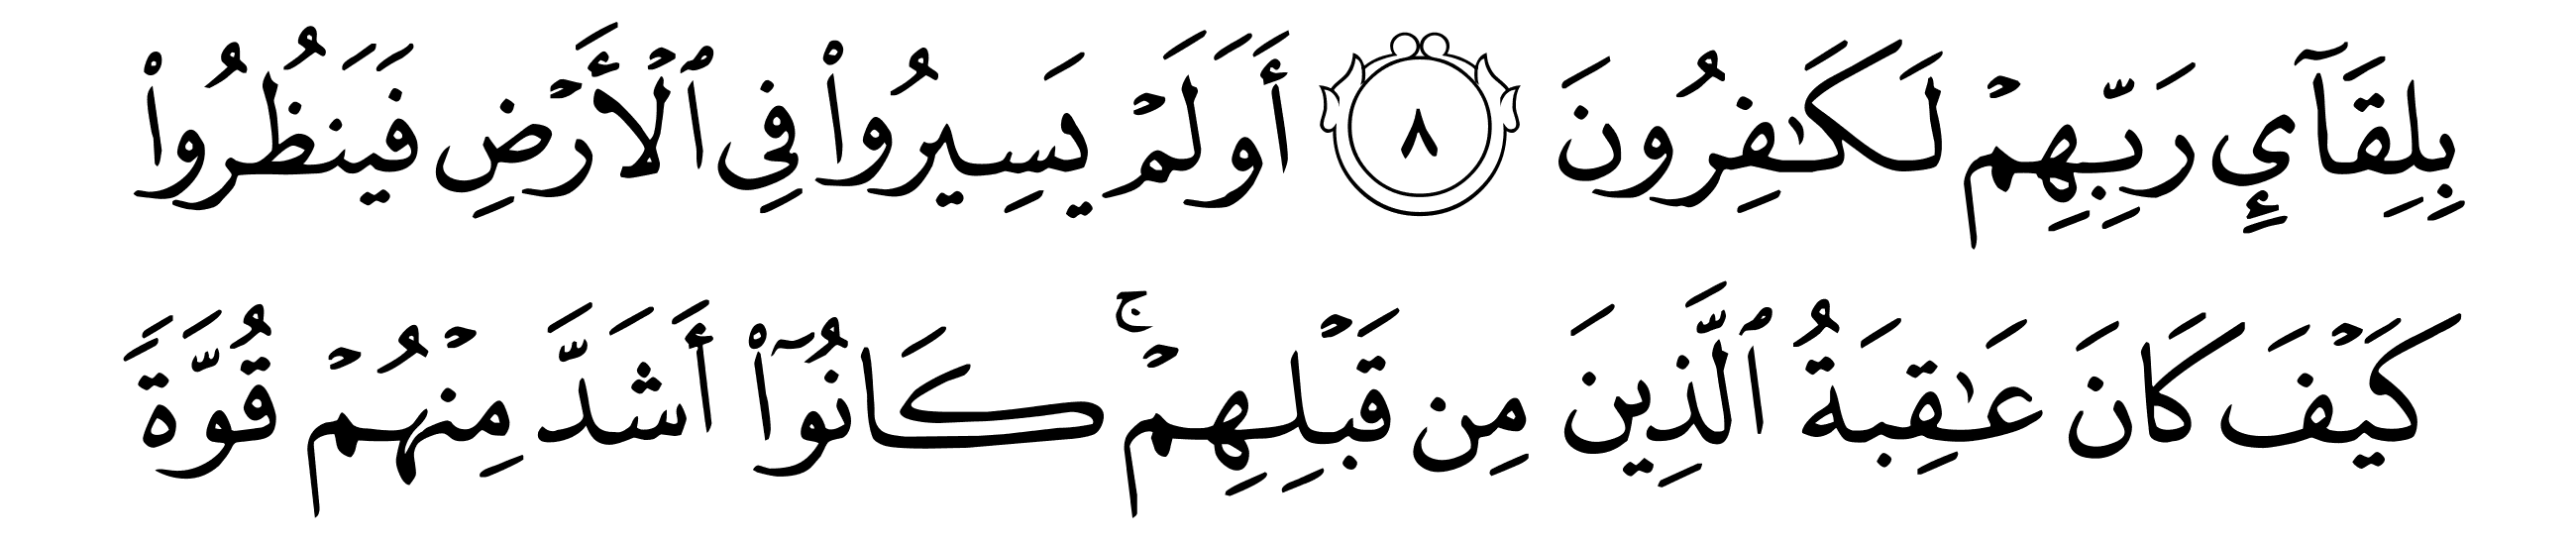 بِلِقَآيِٕ رَبِّهِمۡ لَكَٰفِرُونَ ٨ أَوَلَمۡ يَسِيرُواْ فِي ٱلۡأَرۡضِ فَيَنظُرُواْ
كَيۡفَ كَانَ عَٰقِبَةُ ٱلَّذِينَ مِن قَبۡلِهِمۡۚ كَانُوٓاْ أَشَدَّ مِنۡهُمۡ قُوَّةٗ